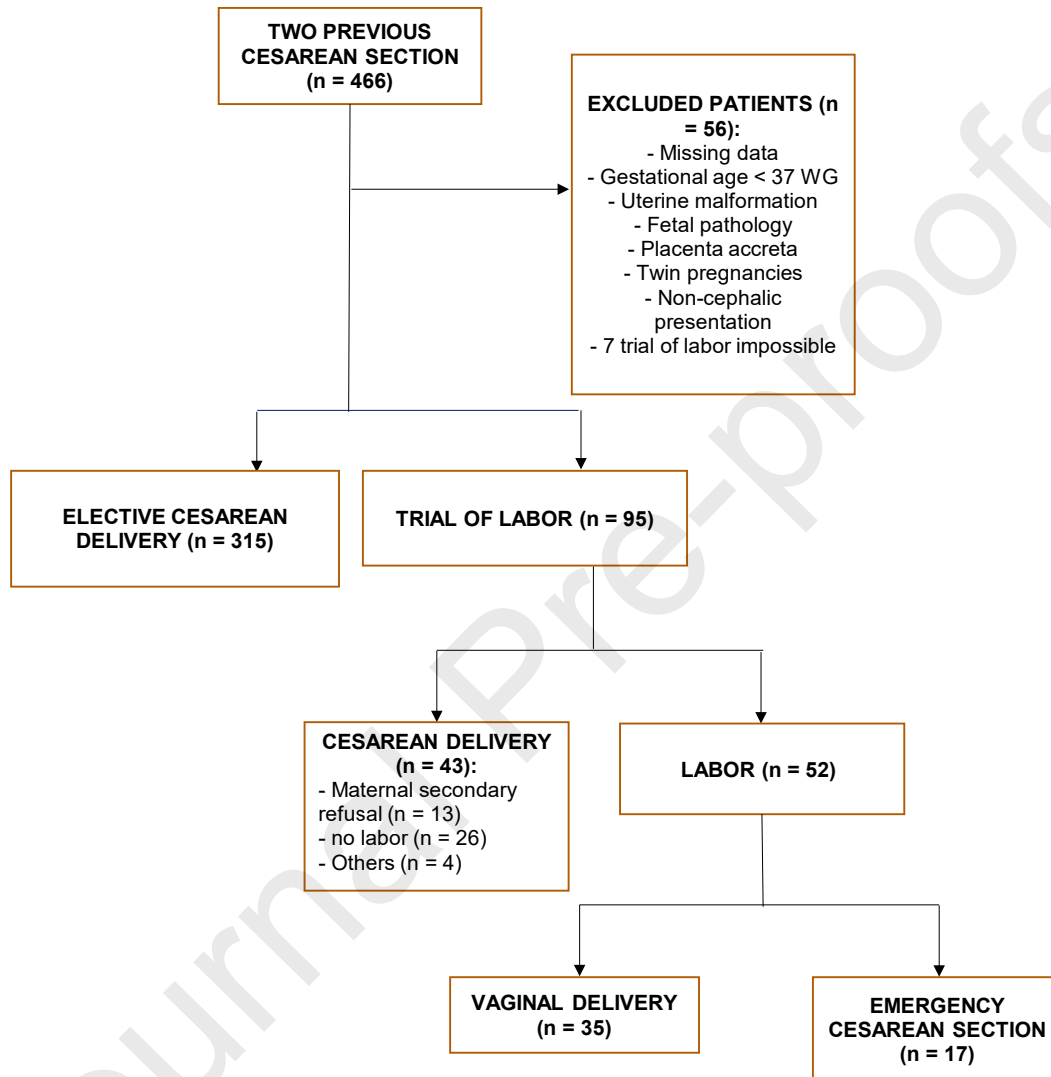 TWO PREVIOUS
CESAREAN SECTION
(n = 466)
EXCLUDED PATIENTS (n
= 56):
- Missing data
- Gestational age < 37 WG
- Uterine malformation
- Fetal pathology
- Placenta accreta
- Twin pregnancies
- Non-cephalic
presentation
- 7 trial of labor impossible
ELECTIVE CESAREAN
DELIVERY (n = 315)
TRIAL OF LABOR (n = 95)
CESAREAN DELIVERY
(n = 43):
- Maternal secondary
refusal (n = 13)
- no labor (n = 26)
- Others (n = 4)
LABOR (n = 52)
VAGINAL DELIVERY
(n = 35)
EMERGENCY
CESAREAN SECTION
(n = 17)
Journal Pre-proofs